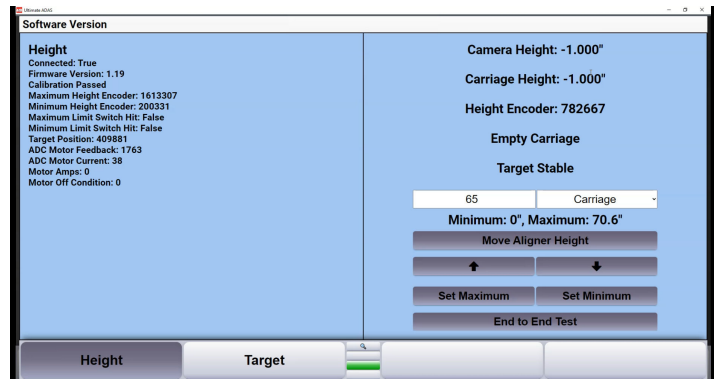 Ultimate ADAS
Software Version
Height
Connected: True
Firmware Version: 1.19
Calibration Passed
Maximum Height Encoder: 1613307
Minimum Height Encoder: 200331
Maximum Limit Switch Hit: False
Minimum Limit Switch Hit: False
Target Position: 409881
ADC Motor Feedback: 1763
ADC Motor Current: 38
Motor Amps: 0
Motor Off Condition: 0
Camera Height: -1.000"
Carriage Height: -1.000"
Height Encoder: 782667
Empty Carriage
Target Stable
65
Carriage
Minimum: 0", Maximum: 70.6"
Move Aligner Height
Set Maximum
Set Minimum
End to End Test
Height
Target